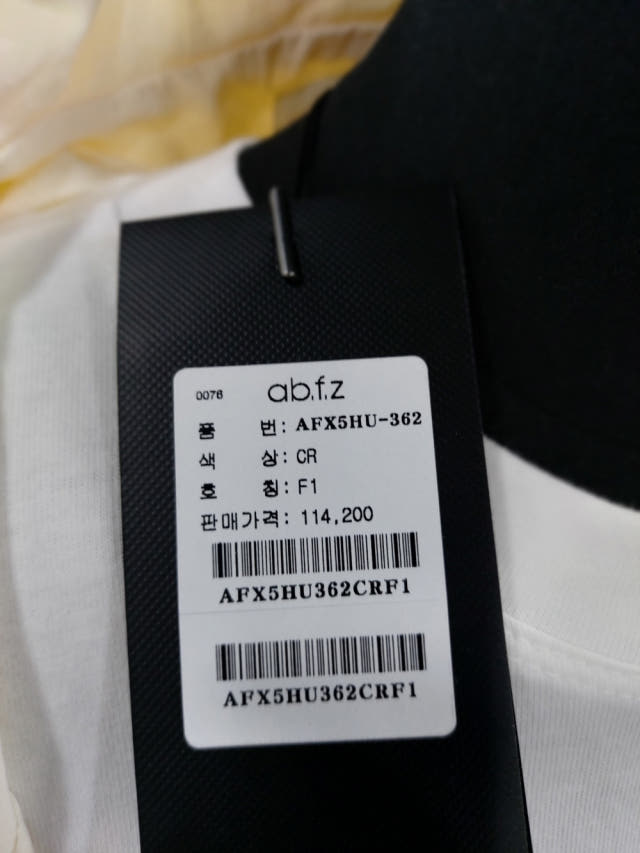 0076 ab.f.z
품 번: AFX5HU-362
색 상: CR
호 칭: F1
판매가격: 114,200
AFX5HU362CRF1
AFX5HU362CRF1